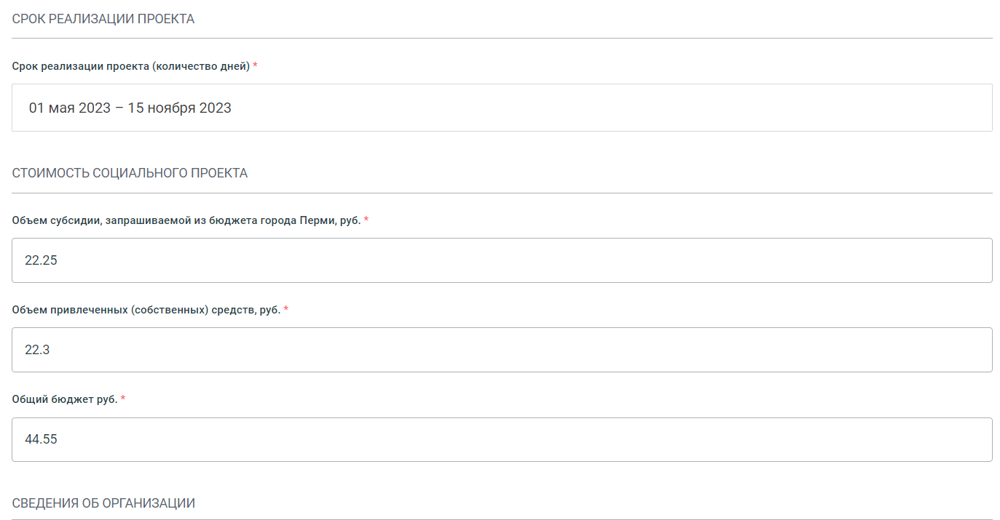 СРОК РЕАЛИЗАЦИИ ПРОЕКТА
Срок реализации проекта (количество дней) *
01 мая 2023 – 15 ноября 2023
СТОИМОСТЬ СОЦИАЛЬНОГО ПРОЕКТА
Объем субсидии, запрашиваемой из бюджета города Перми, руб. *
22.25
Объем привлеченных (собственных) средств, руб. *
22.3
Общий бюджет руб. *
44.55
СВЕДЕНИЯ ОБ ОРГАНИЗАЦИИ